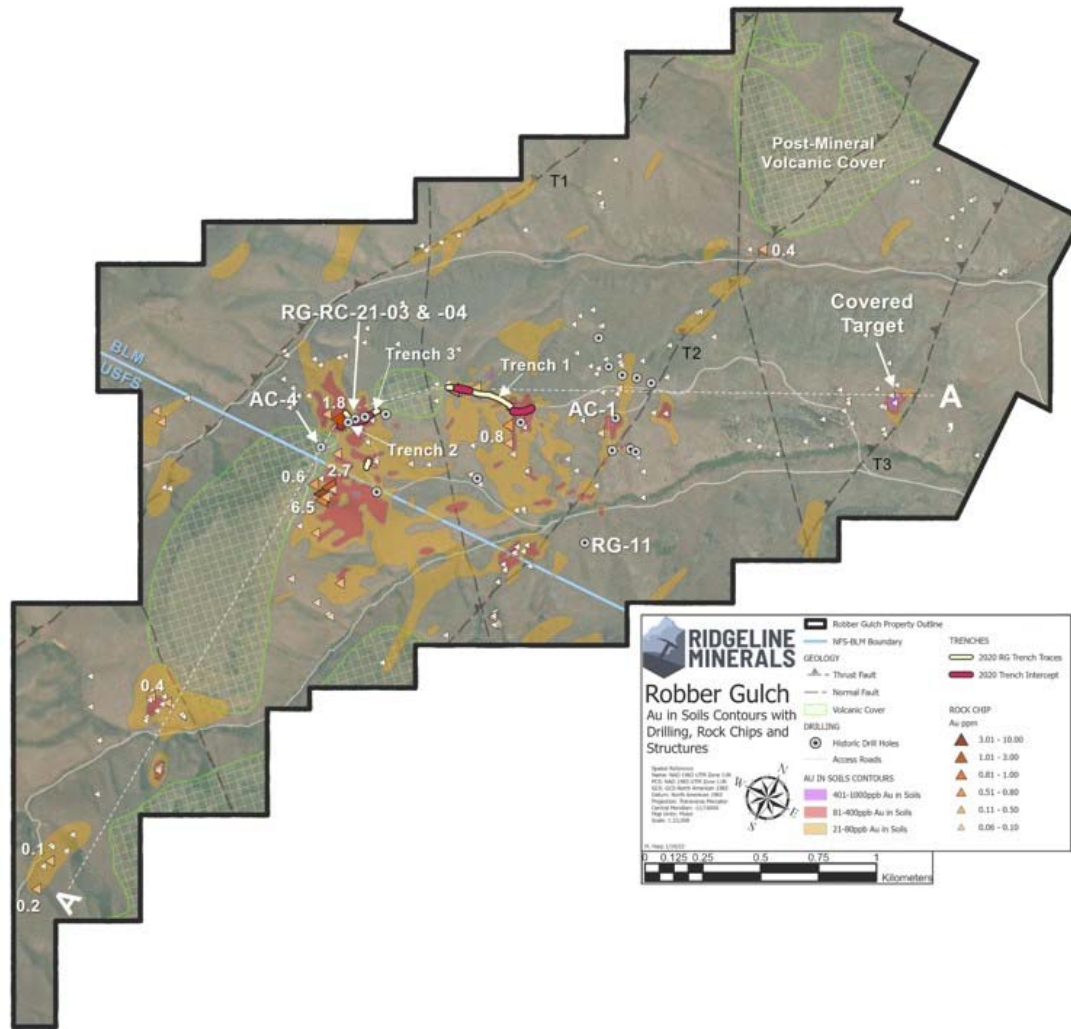 Post-Mineral
Volcanic Cover
T1
0.4
RG-RC-21-03 & -04
Covered
Target
BLM
USFS
Trench 3
Trench 1
T2
AC-4
1.8
AC-1
A'
Trench 2
0.8
0.6
2.7
T3
6.5
RG-11
0.4
0.1
0.2
A
RIDGELINE
MINERALS
Robber Gulch
Au in Soils Contours with
Drilling, Rock Chips and
Structures
N
W
E
S
Robber Gulch Property Outline
NFS-BLM Boundary
GEOLOGY
Thrust Fault
Normal Fault
Volcanic Cover
DRILLING
Historic Drill Holes
Access Roads
AU IN SOILS CONTOURS
401-1000ppb Au in Soils
81-400ppb Au in Soils
21-80ppb Au in Soils
TRENCHES
2020 RG Trench Traces
2020 Trench Intercept
ROCK CHIP
Au ppm
3.01 - 10.00
1.01 - 3.00
0.81 - 1.00
0.51 - 0.80
0.11 - 0.50
0.06 - 0.10
0 0.125 0.25 0.5 0.75 1
Kilometers